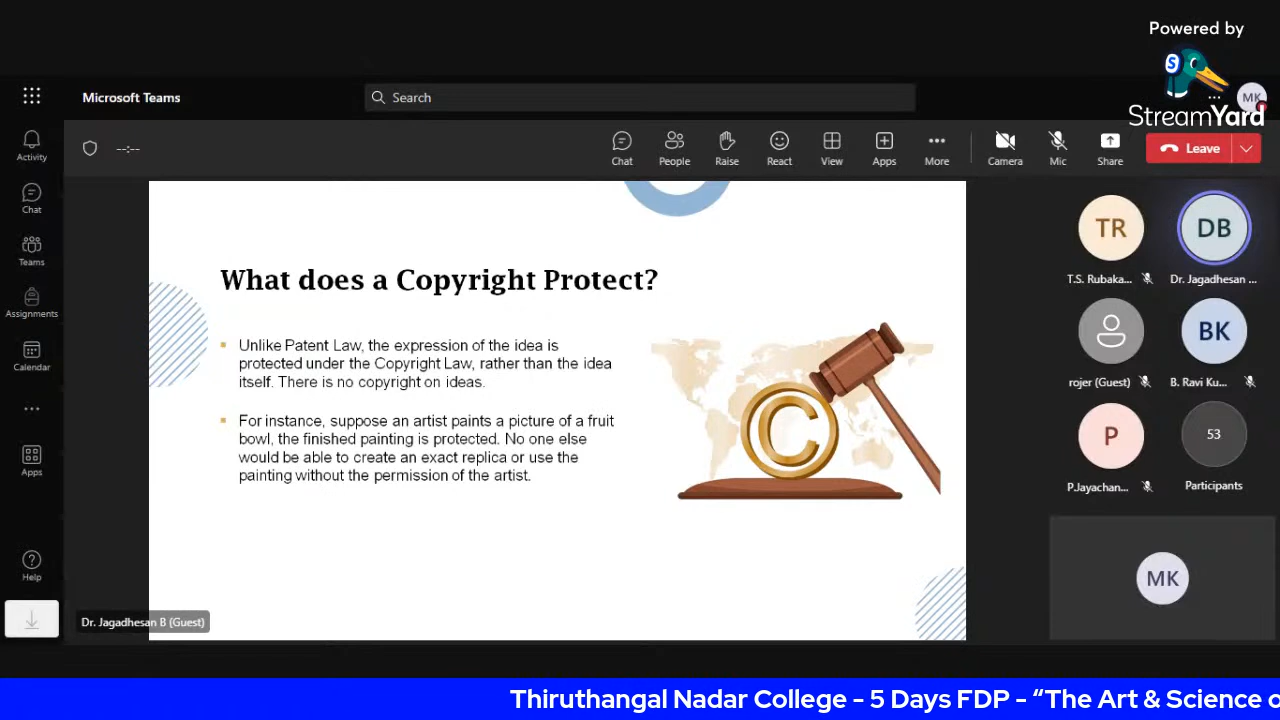 Powered by
StreamYard
Microsoft Teams
Search
MK
--:--
Chat
People
Raise
React
View
Apps
More
Camera
Mic
Share
Leave
Activity
Chat
Teams
Assignments
Calendar
Apps
Help
What does a Copyright Protect?
Unlike Patent Law, the expression of the idea is
protected under the Copyright Law, rather than the idea
itself. There is no copyright on ideas.
For instance, suppose an artist paints a picture of a fruit
bowl, the finished painting is protected. No one else
would be able to create an exact replica or use the
painting without the permission of the artist.
C
TR
T.S. Rubaka...
DB
Dr. Jagadhesan ...
rojer (Guest)
BK
B. Ravi Ku...
P
P.Jayachan...
53
Participants
MK
Dr. Jagadhesan B (Guest)
Thiruthangal Nadar College - 5 Days FDP - “The Art & Science o